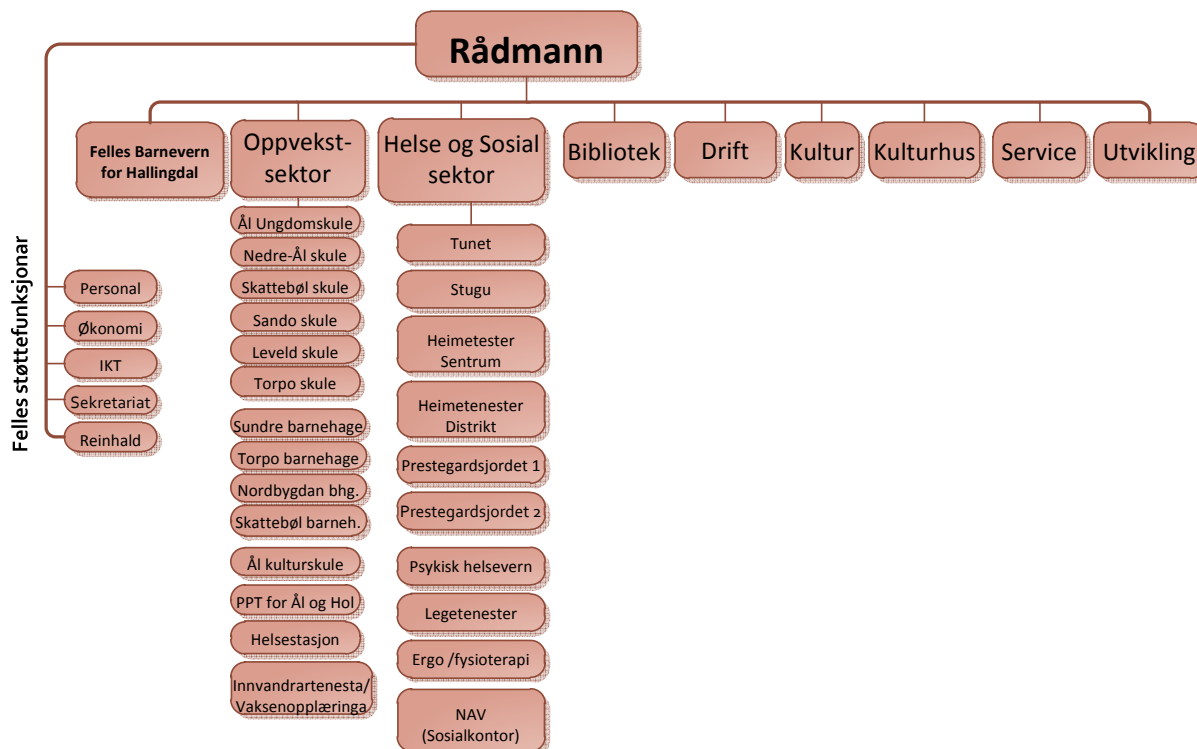 Rådmann
Felles Barnevern
for Hallingdal
Oppvekst-
sektor
Helse og Sosial
sektor
Bibliotek
Drift
Kultur
Kulturhus
Service
Utvikling
Felles støttefunksjonar
Personal
Økonomi
IKT
Sekretariat
Reinhald
Ål Ungdomskule
Nedre-Ål skule
Skattebøl skule
Sando skule
Leveld skule
Torpo skule
Sundre barnehage
Torpo barnehage
Nordbygdan bhg.
Skattebøl barneh.
Ål kulturskule
PPT for Ål og Hol
Helsestasjon
Innvandrartenesta/
Vaksenopplæringa
Tunet
Stugu
Heimetester
Sentrum
Heimetenester
Distrikt
Prestegardsjordet 1
Prestegardsjordet 2
Psykisk helsevern
Legetenester
Ergo /fysioterapi
NAV
(Sosialkontor)